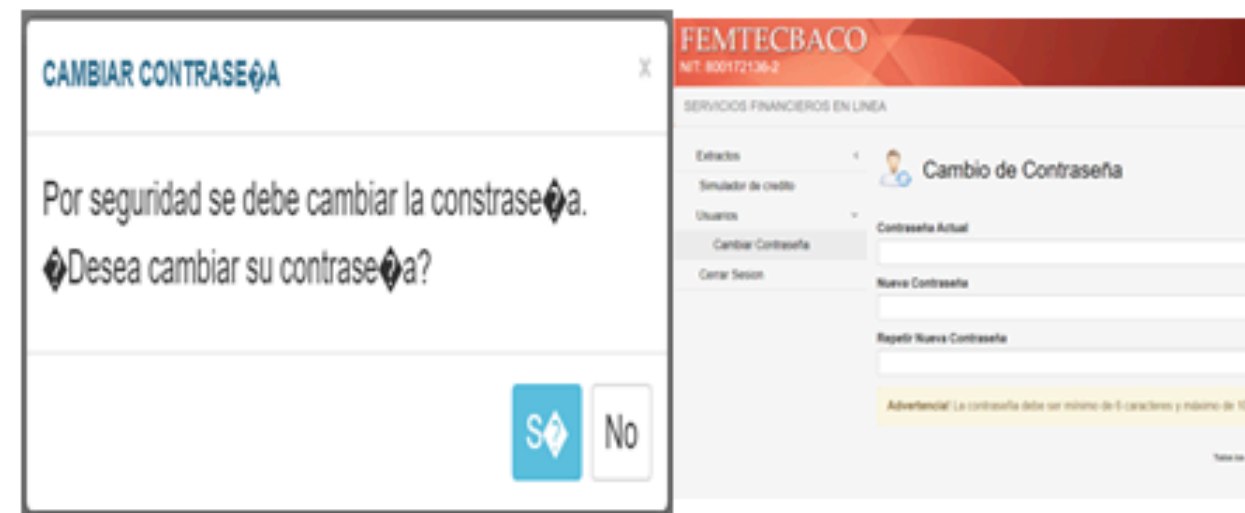 CAMBIAR CONTRASE�A
X
Por seguridad se debe cambiar la constrase�a.
�Desea cambiar su contrase�a?
S�
No
FEMTECBACO
NIT: 800172136-2
SERVICIOS FINANCIEROS EN LINEA
Extractos
Simulador de credito
Usuarios
Cambiar Contraseña
Cerrar Sesion
Cambio de Contraseña
Contraseña Actual
Nueva Contraseña
Repetir Nueva Contraseña
Advertencia! La contraseña debe ser mínimo de 6 caracteres y máximo de 10